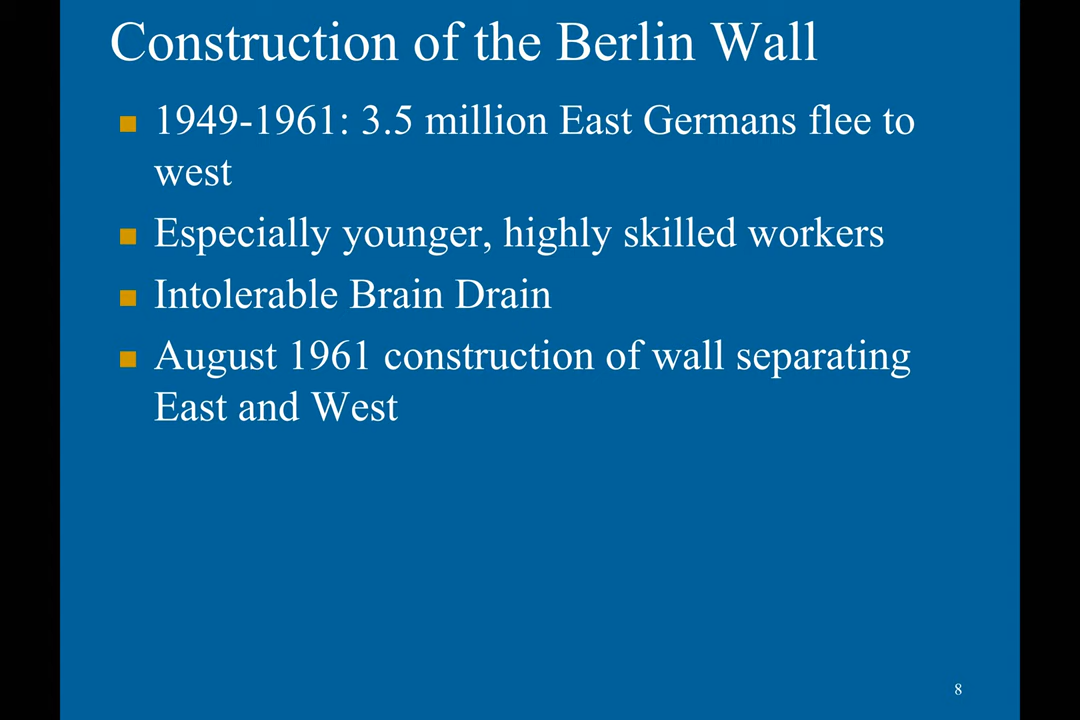 Construction of the Berlin Wall
1949-1961: 3.5 million East Germans flee to
west
Especially younger, highly skilled workers
Intolerable Brain Drain
August 1961 construction of wall separating
East and West
8